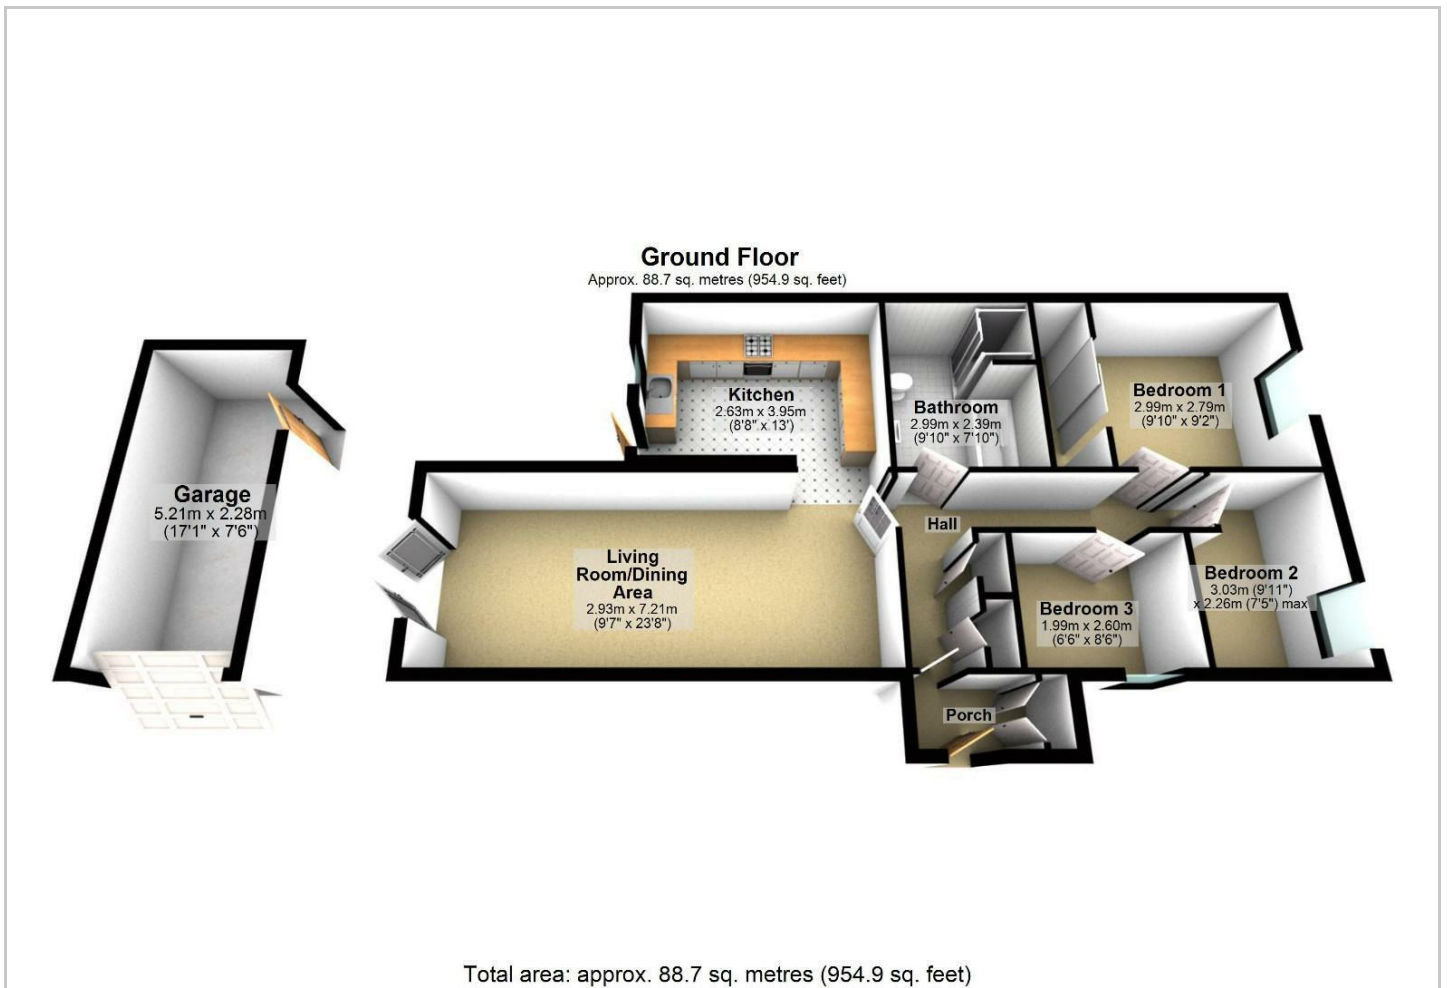 Ground Floor
Approx. 88.7 sq. metres (954.9 sq. feet)
Kitchen
2.63m x 3.95m
(8'8" x 13')
Bathroom
2.99m x 2.39m
(9'10" x 7'10")
Bedroom 1
2.99m x 2.79m
(9'10" x 9'2")
Garage
5.21m x 2.28m
(17'1" x 7'6")
Living
Room/Dining
Area
2.93m x 7.21m
(9'7" x 23'8")
Hall
Bedroom 3
1.99m x 2.60m
(6'6" x 8'6")
Bedroom 2
3.03m (9'11")
x 2.26m (7'5") max
Porch
Total area: approx. 88.7 sq. metres (954.9 sq. feet)